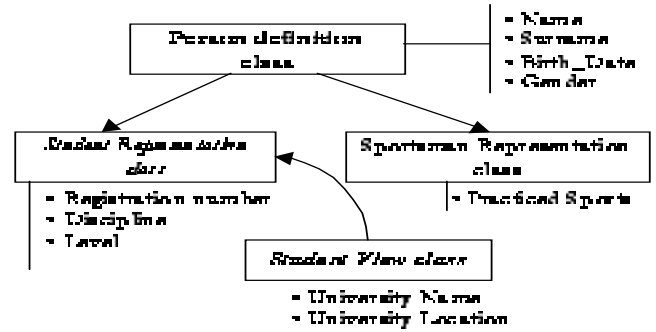 Person definition
class
- Name
- Surname
- Birth_Date
- Gender
Student Representative
class
- Registration number
- Discipline
- Level
Sportsman Representation
class
- Practiced Sports
Student View class
- University Name
- University Location